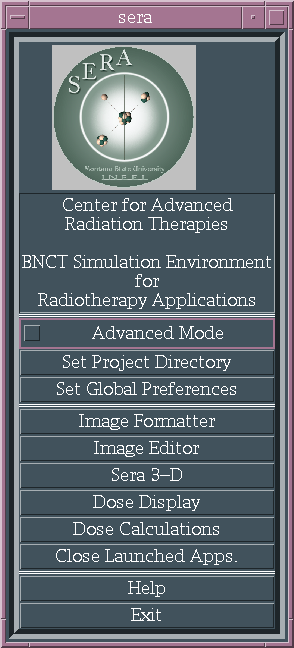 sera
SERA
Montana State University
INEEL
Center for Advanced
Radiation Therapies
BNCT Simulation Environment
for
Radiotherapy Applications
Advanced Mode
Set Project Directory
Set Global Preferences
Image Formatter
Image Editor
Sera 3-D
Dose Display
Dose Calculations
Close Launched Apps.
Help
Exit